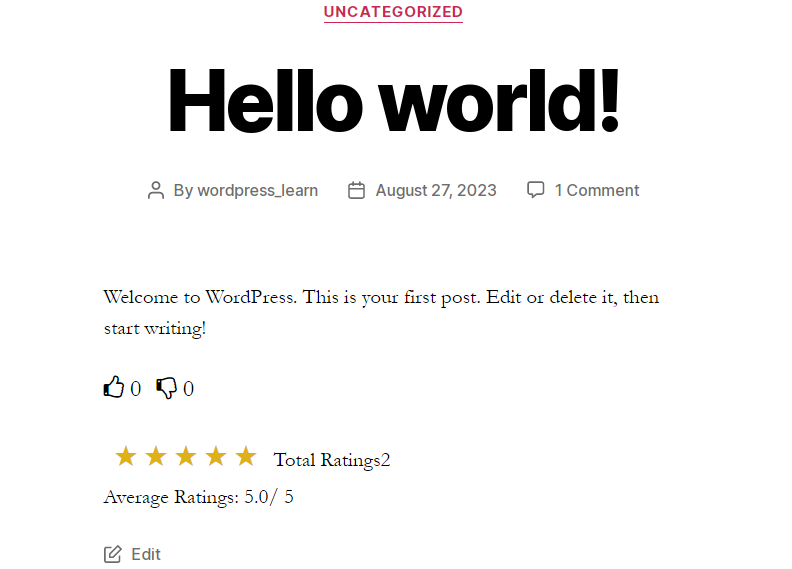 UNCATEGORIZED
Hello world!
By wordpress_learn August 27, 2023 1 Comment
Welcome to WordPress. This is your first post. Edit or delete it, then
start writing!
0 0
Total Ratings2
Average Ratings: 5.0/ 5
Edit